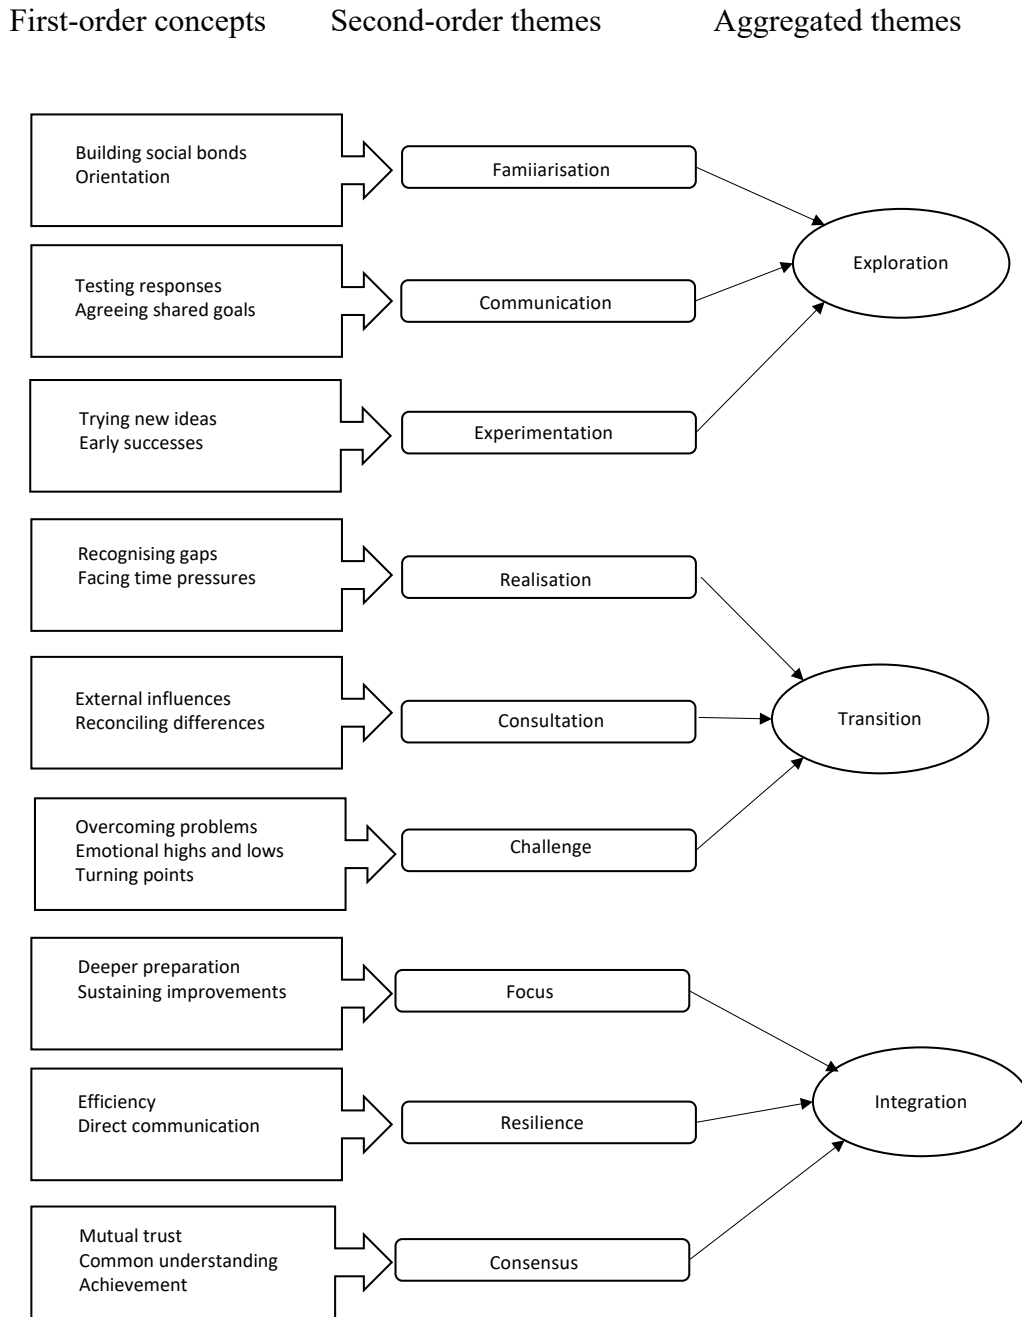 First-order concepts Second-order themes Aggregated themes
Building social bonds
Orientation
Famiiarisation
Testing responses
Agreeing shared goals
Communication
Trying new ideas
Early successes
Experimentation
Exploration
Recognising gaps
Facing time pressures
Realisation
External influences
Reconciling differences
Consultation
Overcoming problems
Emotional highs and lows
Turning points
Challenge
Transition
Deeper preparation
Sustaining improvements
Focus
Efficiency
Direct communication
Resilience
Mutual trust
Common understanding
Achievement
Consensus
Integration